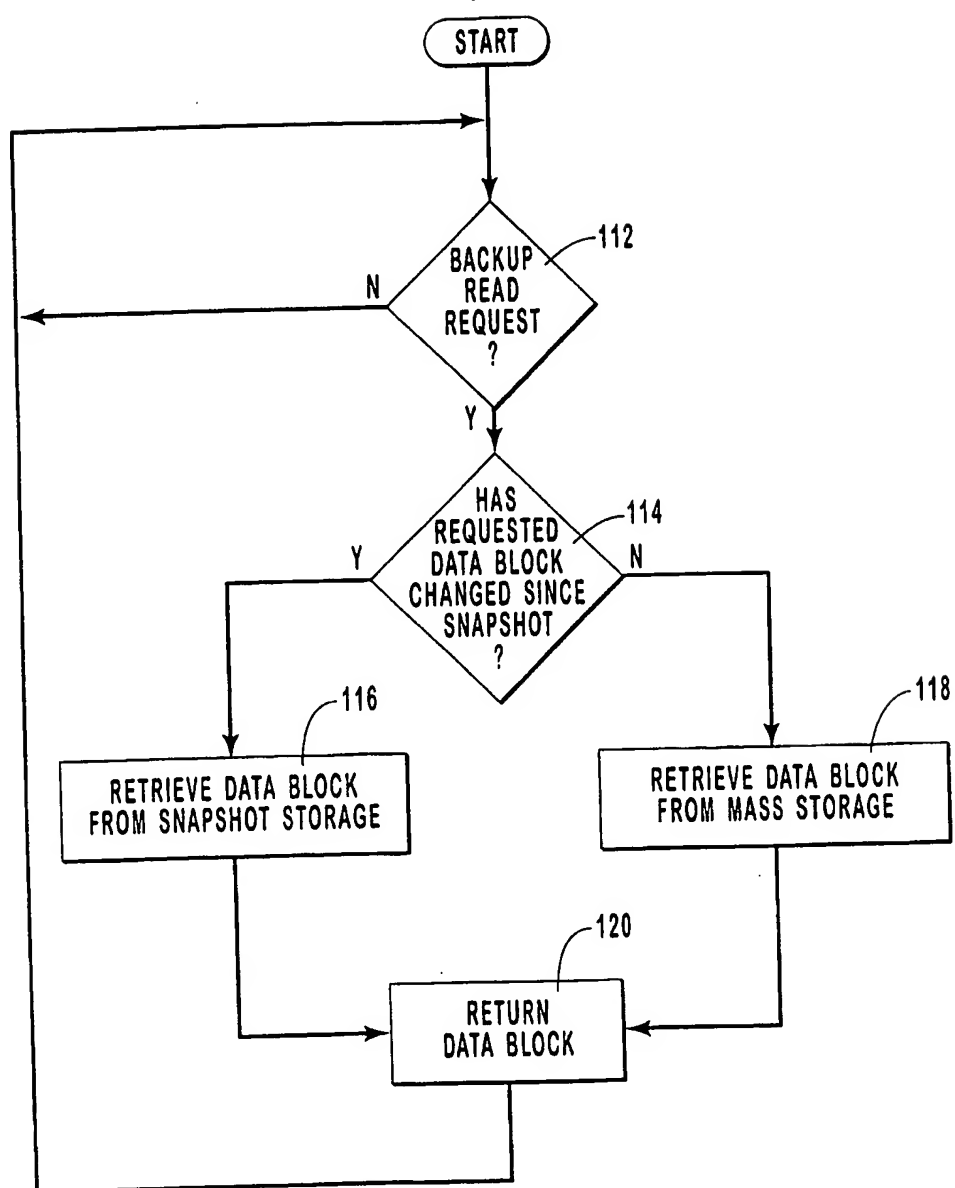 START
112
BACKUP
READ
REQUEST
?
N
Y
HAS
REQUESTED
DATA BLOCK
CHANGED SINCE
SNAPSHOT
?
114
Y
N
116
RETRIEVE DATA BLOCK
FROM SNAPSHOT STORAGE
118
RETRIEVE DATA BLOCK
FROM MASS STORAGE
120
RETURN
DATA BLOCK